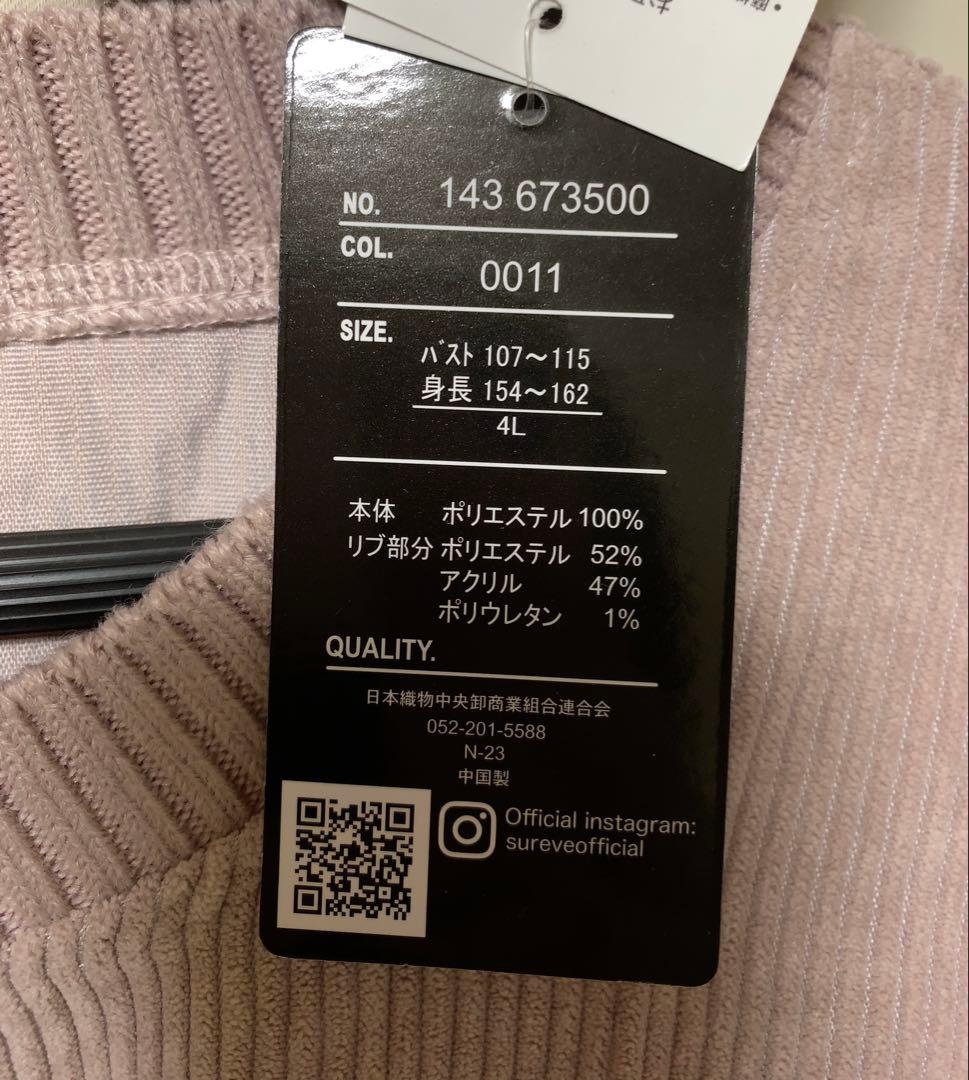 NO. 143 673500
COL.
0011
SIZE.
バスト 107～115
身長 154～162
4L
本体 ポリエステル 100%
リブ部分 ポリエステル 52%
アクリル 47%
ポリウレタン 1%
QUALITY.
日本織物中央卸商業組合連合会
052-201-5588
N-23
中国製
Official instagram:
sureveofficial